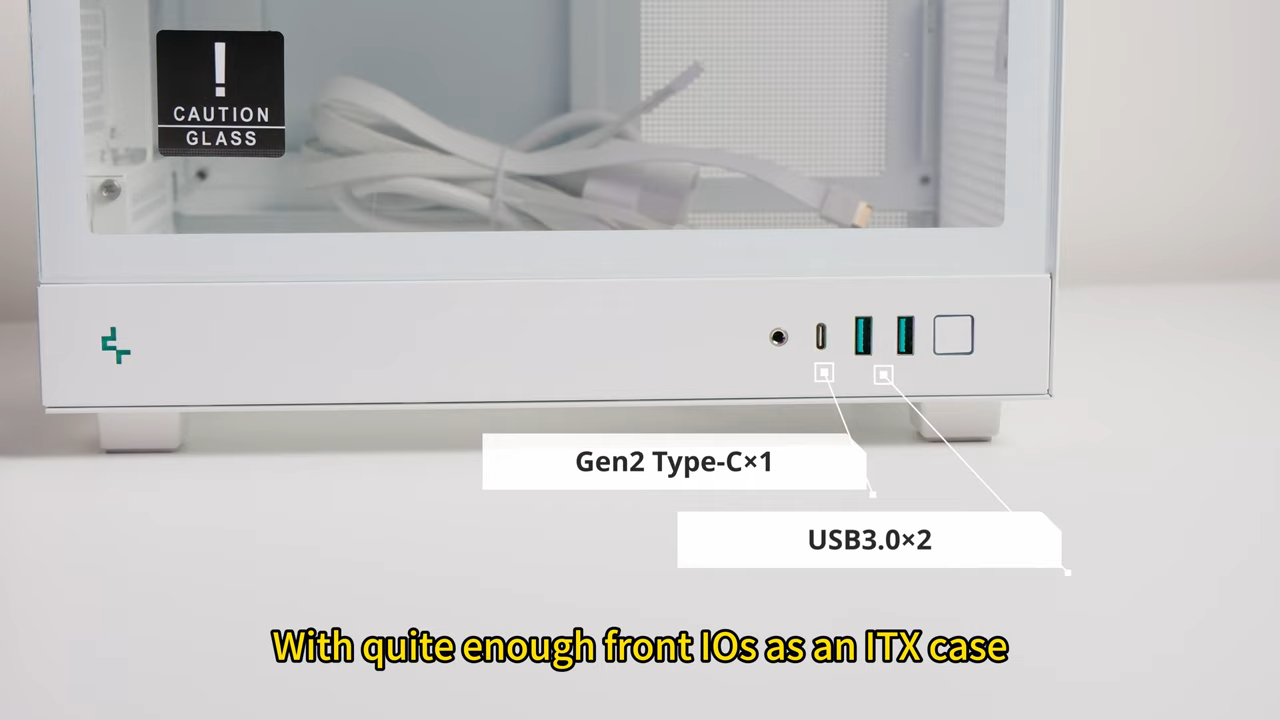 !
CAUTION
GLASS
Gen2 Type-C×1
USB3.0×2
With quite enough front IOs as an ITX case